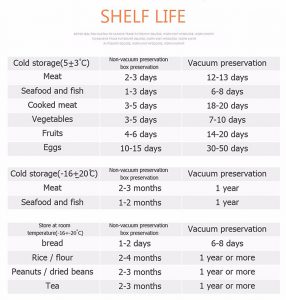 SHELF LIFE
Cold storage(5±3℃) Non-vacuum preservation box preservation Vacuum preservation
Meat 2-3 days 12-13 days
Seafood and fish 1-3 days 6-8 days
Cooked meat 3-5 days 18-20 days
Vegetables 3-5 days 7-10 days
Fruits 4-6 days 14-20 days
Eggs 10-15 days 30-50 days
Cold storage(-16±20℃) Non-vacuum preservation box preservation Vacuum preservation
Meat 2-3 months 1 year
Seafood and fish 1-2 months 1 year
Store at room temperature(-16+-20℃) Non-vacuum preservation box preservation Vacuum preservation
bread 1-2 days 6-8 days
Rice / flour 2-4 months 1 year or more
Peanuts / dried beans 2-3 months 1 year or more
Tea 2-3 months 1 year or more